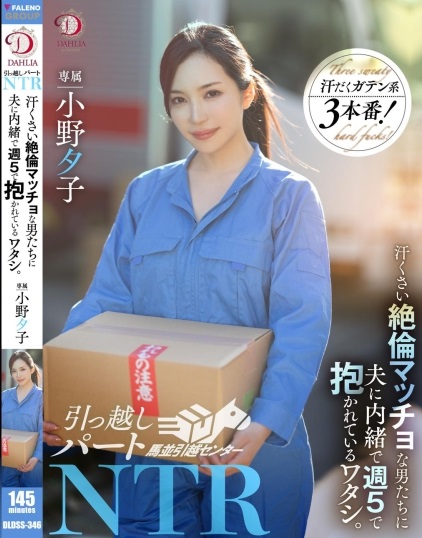 FALENO
GROUP
D
DAHLIA
引っ越しパート
NTR
汗くさい絶倫マッチョな男たちに
夫に内緒で週5で抱かれているワタシ。
専属
小野夕子
145
minutes
DLDSS-346
D
DAHLIA
専属
小野夕子
Three sweaty
汗だくガテン系
3本番!
hard fucks!
汗くさい
絶倫マッチョな男たちに
夫に内緒で週5で
抱かれているワタシ。
の注意
引っ越し
パート
馬並引越センター
NTR